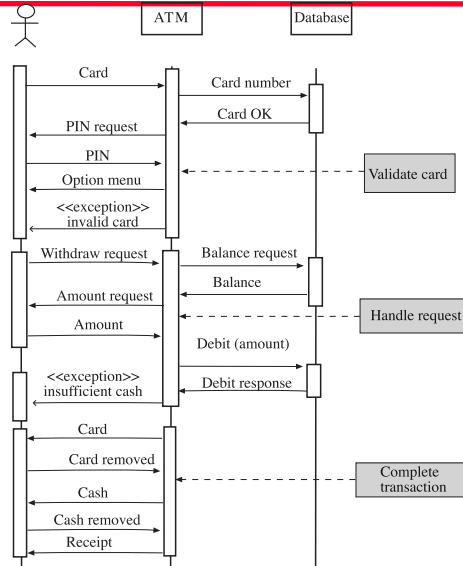 ATM
Database
Card
Card number
Card OK
PIN request
PIN
Validate card
Option menu
<<exception>>
invalid card
Withdraw request
Balance request
Balance
Amount request
Handle request
Amount
Debit (amount)
<<exception>>
insufficient cash
Debit response
Card
Card removed
Complete
transaction
Cash
Cash removed
Receipt